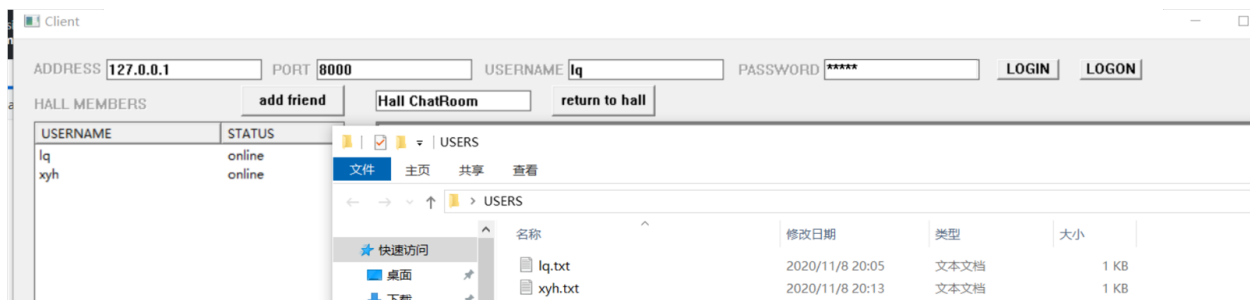 Client
ADDRESS 127.0.0.1 PORT 8000 USERNAME lq PASSWORD ***** LOGIN LOGON
HALL MEMBERS add friend Hall ChatRoom return to hall
USERNAME STATUS
lq online
xyh online
USERS
文件 主页 共享 查看
USERS
名称 修改日期 类型 大小
快速访问
lq.txt 2020/11/8 20:05 文本文档 1 KB
桌面
xyh.txt 2020/11/8 20:13 文本文档 1 KB
下载